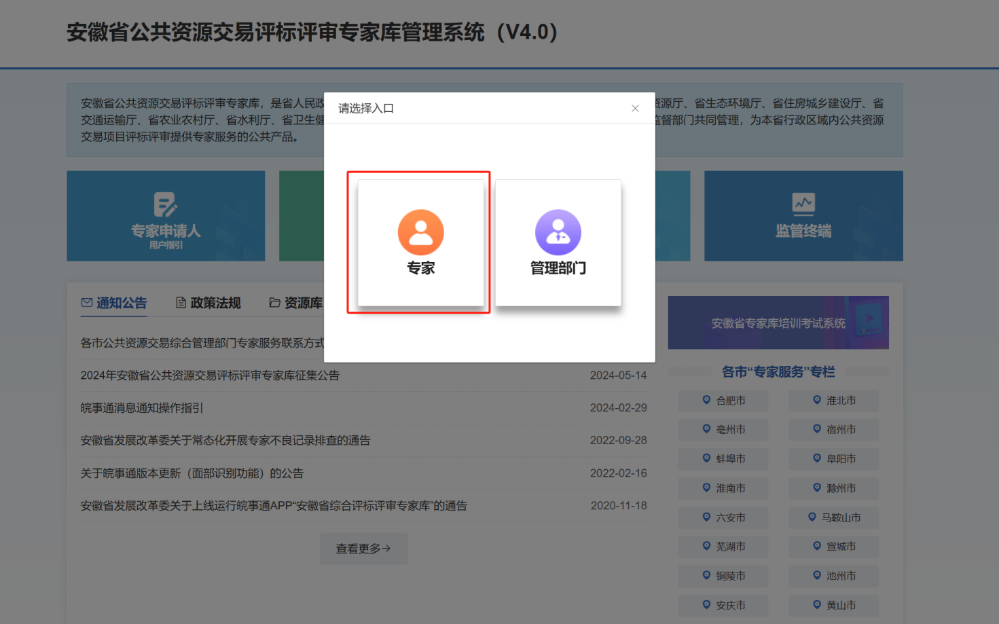 安徽省公共资源交易评标评审专家库管理系统（V4.0）
安徽省公共资源交易评标评审专家库，是省人民政
资源厅、省生态环境厅、省住房城乡建设厅、省
交通运输厅、省农业农村厅、省水利厅、省卫生健
监督部门共同管理，为本省行政区域内公共资源
交易项目评标评审提供专家服务的公共产品。
请选择入口
专家
管理部门
专家申请人
用户指引
监管终端
通知公告
政策法规
资源库
各市公共资源交易综合管理部门专家服务联系方式
2024年安徽省公共资源交易评标评审专家库征集公告 2024-05-14
皖事通消息通知操作指引 2024-02-29
安徽省发展改革委关于常态化开展专家不良记录排查的通告 2022-09-28
关于皖事通版本更新（面部识别功能）的公告 2022-02-16
安徽省发展改革委关于上线运行皖事通APP“安徽省综合评标评审专家库”的通告 2020-11-18
查看更多→
安徽省专家库培训考试系统
各市“专家服务”专栏
合肥市 淮北市
亳州市 宿州市
蚌埠市 阜阳市
淮南市 滁州市
六安市 马鞍山市
芜湖市 宣城市
铜陵市 池州市
安庆市 黄山市